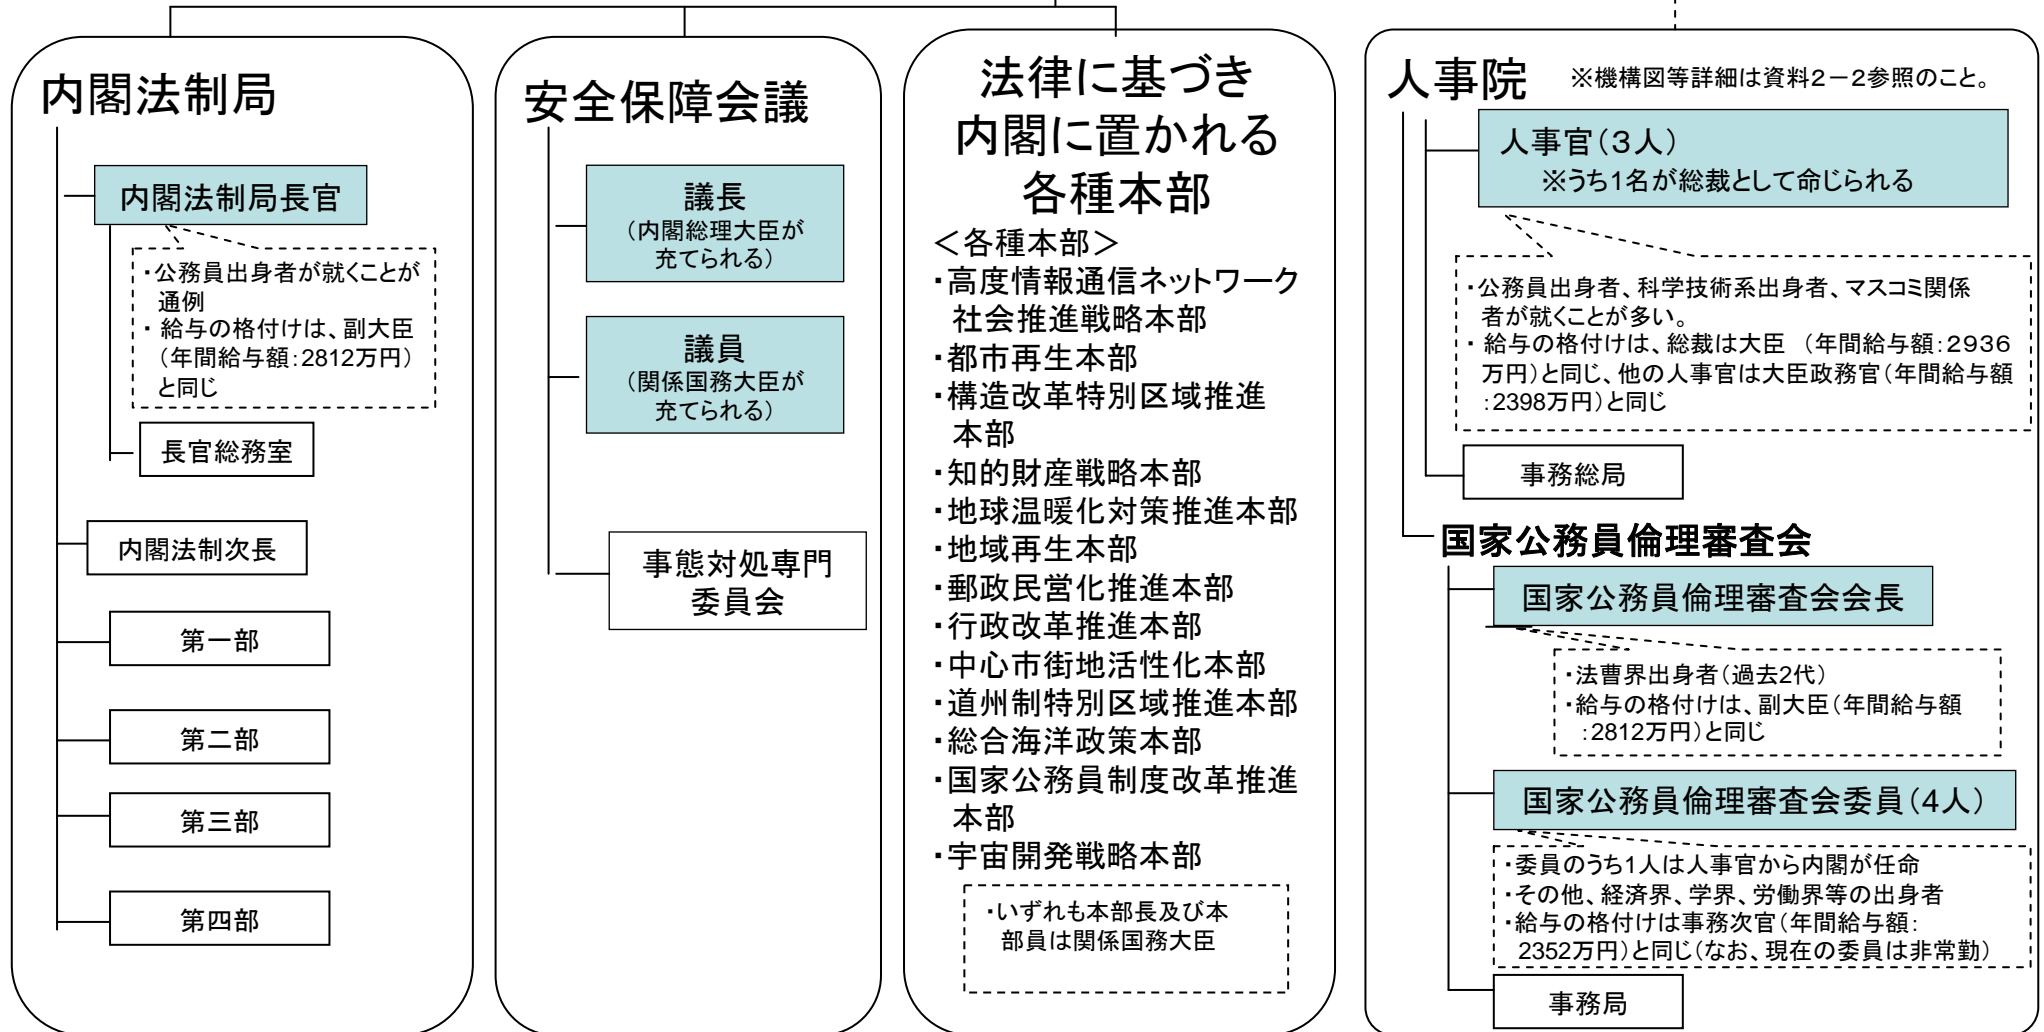 内閣法制局
内閣法制局長官
・公務員出身者が就くことが
通例
・ 給与の格付けは、副大臣
（年間給与額：2812万円）
と同じ
長官総務室
内閣法制次長
第一部
第二部
第三部
第四部
安全保障会議
議長
（内閣総理大臣が
充てられる）
議員
（関係国務大臣が
充てられる）
事態対処専門
委員会
法律に基づき
内閣に置かれる
各種本部
＜各種本部＞
・高度情報通信ネットワーク
社会推進戦略本部
・都市再生本部
・構造改革特別区域推進
本部
・知的財産戦略本部
・地球温暖化対策推進本部
・地域再生本部
・郵政民営化推進本部
・行政改革推進本部
・中心市街地活性化本部
・道州制特別区域推進本部
・総合海洋政策本部
・国家公務員制度改革推進
本部
・宇宙開発戦略本部
・いずれも本部長及び本
部員は関係国務大臣
人事院 ※機構図等詳細は資料２－２参照のこと。
人事官（３人）
※うち１名が総裁として命じられる
・公務員出身者、科学技術系出身者、マスコミ関係
者が就くことが多い。
・ 給与の格付けは、総裁は大臣 （年間給与額：２９３６
万円）と同じ、他の人事官は大臣政務官（年間給与額
：2398万円）と同じ
事務総局
国家公務員倫理審査会
国家公務員倫理審査会会長
・法曹界出身者（過去2代）
・給与の格付けは、副大臣（年間給与額
：2812万円）と同じ
国家公務員倫理審査会委員（４人）
・委員のうち1人は人事官から内閣が任命
・その他、経済界、学界、労働界等の出身者
・給与の格付けは事務次官（年間給与額：
2352万円）と同じ（なお、現在の委員は非常勤）
事務局